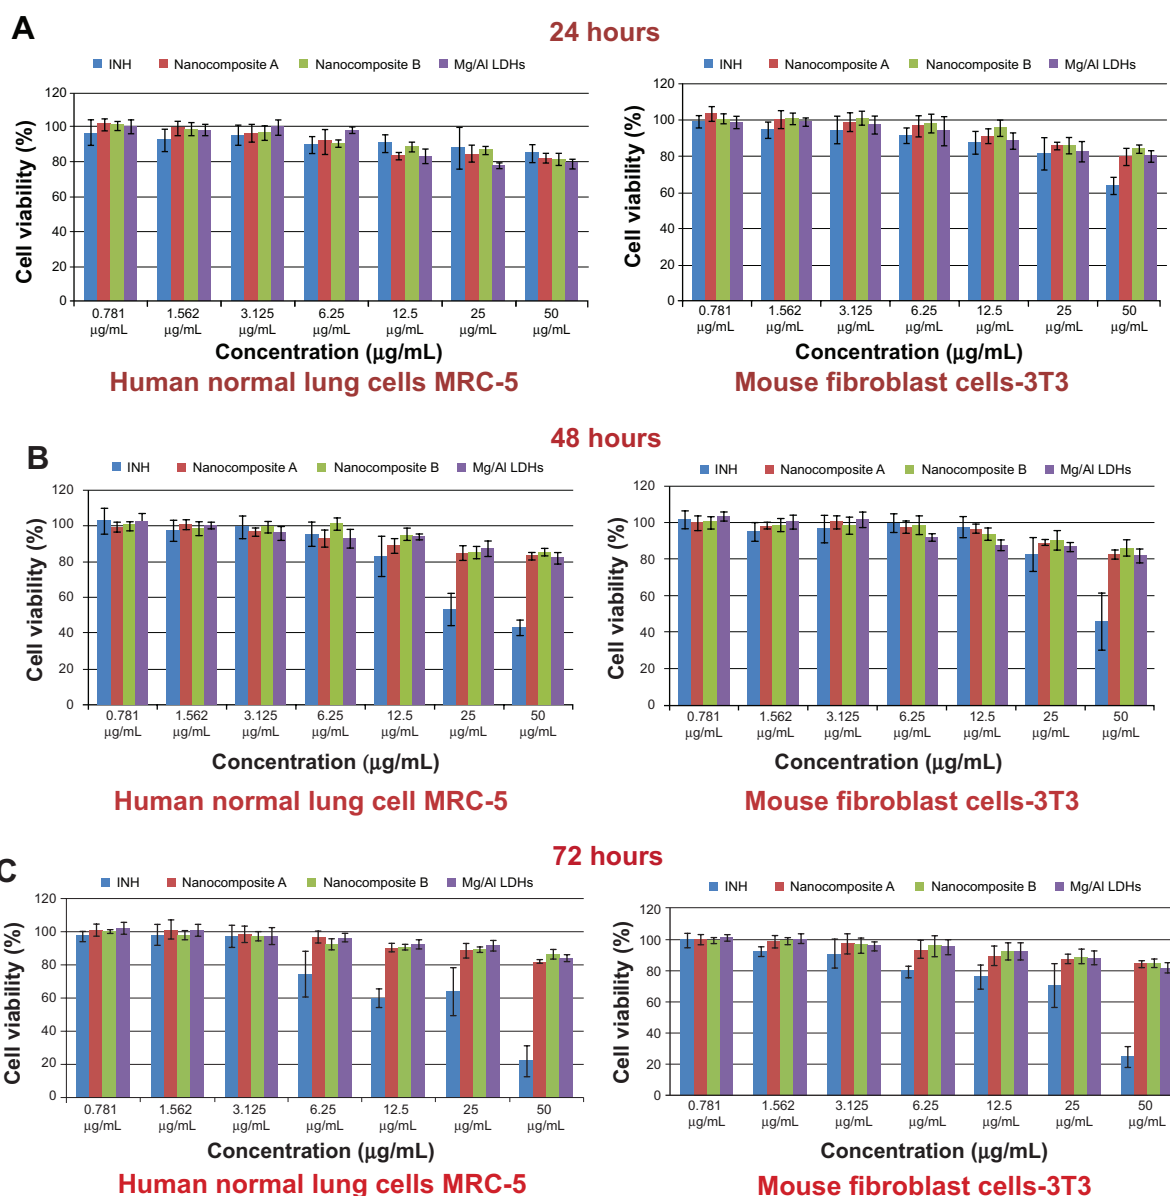 A
24 hours
INH Nanocomposite A Nanocomposite B Mg/Al LDHs
Cell viability (%)
120
100
80
60
40
20
0
0.781 1.562 3.125 6.25 12.5 25 50
µg/mL µg/mL µg/mL µg/mL µg/mL µg/mL µg/mL
Concentration (µg/mL)
Human normal lung cells MRC-5
INH Nanocomposite A Nanocomposite B Mg/Al LDHs
Cell viability (%)
120
100
80
60
40
20
0
0.781 1.562 3.125 6.25 12.5 25 50
µg/mL µg/mL µg/mL µg/mL µg/mL µg/mL µg/mL
Concentration (µg/mL)
Mouse fibroblast cells-3T3
B
48 hours
INH Nanocomposite A Nanocomposite B Mg/Al LDHs
Cell viability (%)
120
100
80
60
40
20
0
0.781 1.562 3.125 6.25 12.5 25 50
µg/mL µg/mL µg/mL µg/mL µg/mL µg/mL µg/mL
Concentration (µg/mL)
Human normal lung cell MRC-5
INH Nanocomposite A Nanocomposite B Mg/Al LDHs
Cell viability (%)
120
100
80
60
40
20
0
0.781 1.562 3.125 6.25 12.5 25 50
µg/mL µg/mL µg/mL µg/mL µg/mL µg/mL µg/mL
Concentration (µg/mL)
Mouse fibroblast cells-3T3
C
72 hours
INH Nanocomposite A Nanocomposite B Mg/Al LDHs
Cell viability (%)
120
100
80
60
40
20
0
0.781 1.562 3.125 6.25 12.5 25 50
µg/mL µg/mL µg/mL µg/mL µg/mL µg/mL µg/mL
Concentration (µg/mL)
Human normal lung cells MRC-5
INH Nanocomposite A Nanocomposite B Mg/Al LDHs
Cell viability (%)
120
100
80
60
40
20
0
0.781 1.562 3.125 6.25 12.5 25 50
µg/mL µg/mL µg/mL µg/mL µg/mL µg/mL µg/mL
Concentration (µg/mL)
Mouse fibroblast cells-3T3